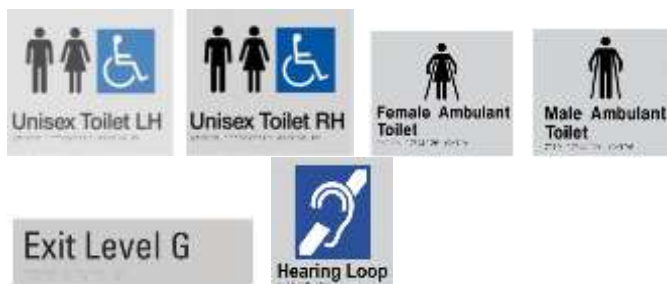 Unisex Toilet LH
Unisex Toilet RH
Female Ambulant
Toilet
Male Ambulant
Toilet
Exit Level G
Hearing Loop